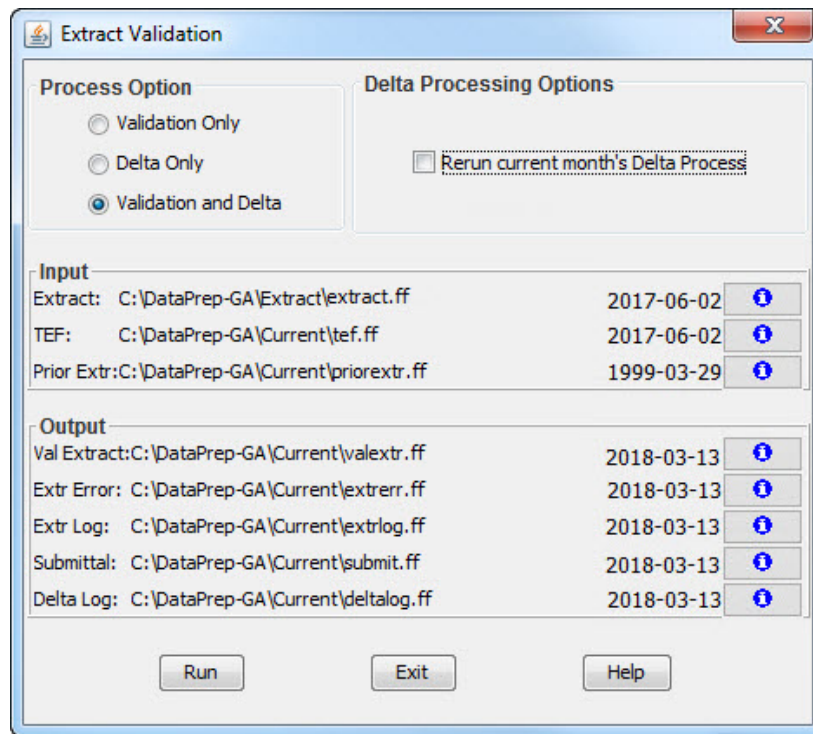 Extract Validation
Process Option
Validation Only
Delta Only
Validation and Delta
Delta Processing Options
Rerun current month's Delta Process
Input
Extract: C:\DataPrep-GA\Extract\extract.ff 2017-06-02
TEF: C:\DataPrep-GA\Current\tef.ff 2017-06-02
Prior Extr:C:\DataPrep-GA\Current\priorextr.ff 1999-03-29
Output
Val Extract:C:\DataPrep-GA\Current\valextr.ff 2018-03-13
Extr Error: C:\DataPrep-GA\Current\extrerr.ff 2018-03-13
Extr Log: C:\DataPrep-GA\Current\extrlog.ff 2018-03-13
Submittal: C:\DataPrep-GA\Current\submit.ff 2018-03-13
Delta Log: C:\DataPrep-GA\Current\deltalog.ff 2018-03-13
Run Exit Help